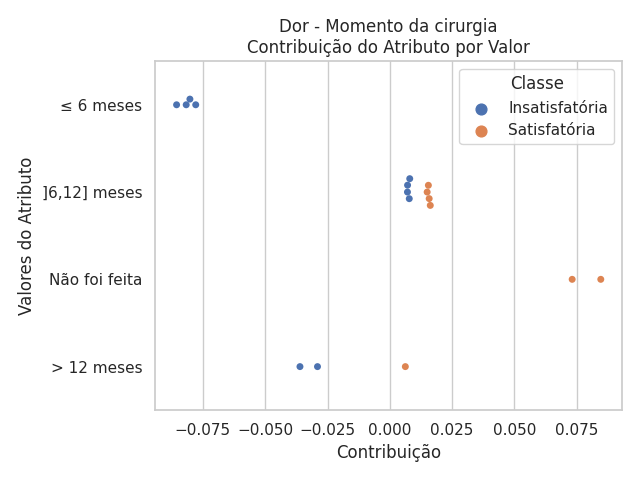 Dor - Momento da cirurgia
Contribuição do Atributo por Valor
Classe
Insatisfatória
Satisfatória
Valores do Atributo
≤ 6 meses
]6,12] meses
Não foi feita
> 12 meses
−0.075
−0.050
−0.025
0.000
0.025
0.050
0.075
Contribuição